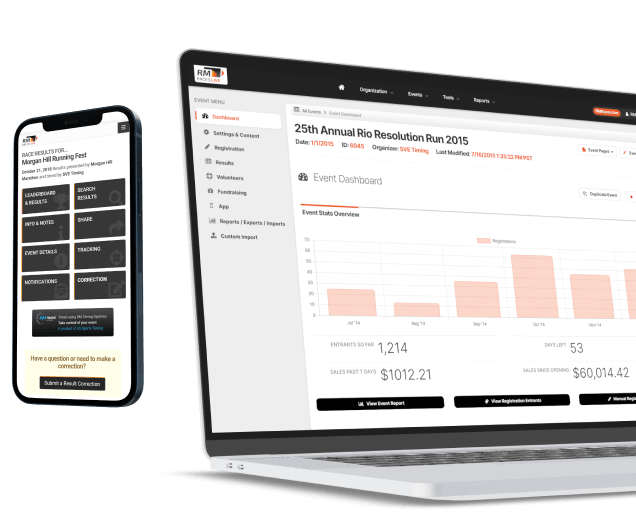 RM
RACES LIVE
RACE RESULTS FOR...
Morgan Hill Running Fest
October 21, 2018 Results presented by Morgan Hill
Marathon and timed by SVE Timing
LEADERBOARD
& RESULTS
SEARCH
RESULTS
INFO & NOTES
SHARE
EVENT DETAILS
TRACKING
NOTIFICATIONS
CORRECTION
Timed using RM Timing Systems
Take control of your event
Have a question or need to make a
correction?
Submit a Result Correction
RM
RACES LIVE
Organization
Events
Tools
Reports
EVENT MENU
Dashboard
Settings & Content
Registration
Results
Volunteers
Fundraising
App
Reports / Exports / Imports
Custom Import
All Events > Event Dashboard
25th Annual Rio Resolution Run 2015
Date: 1/1/2015 ID: 6045 Organizer: SVE Timing Last Modified: 7/16/2015 1:35:22 PM PST
Event Pages
Event Dashboard
Duplicate Event
Event Stats Overview
Registrations
70
60
50
40
30
20
10
0
Jul '14
Aug '14
Sep '14
Oct '14
Nov '14
ENTRANTS SO FAR 1,214
DAYS LEFT 53
SALES PAST 7 DAYS $1012.21
SALES SINCE OPENING $60,014.42
View Event Report
View Registration Entrants
Manual Regi